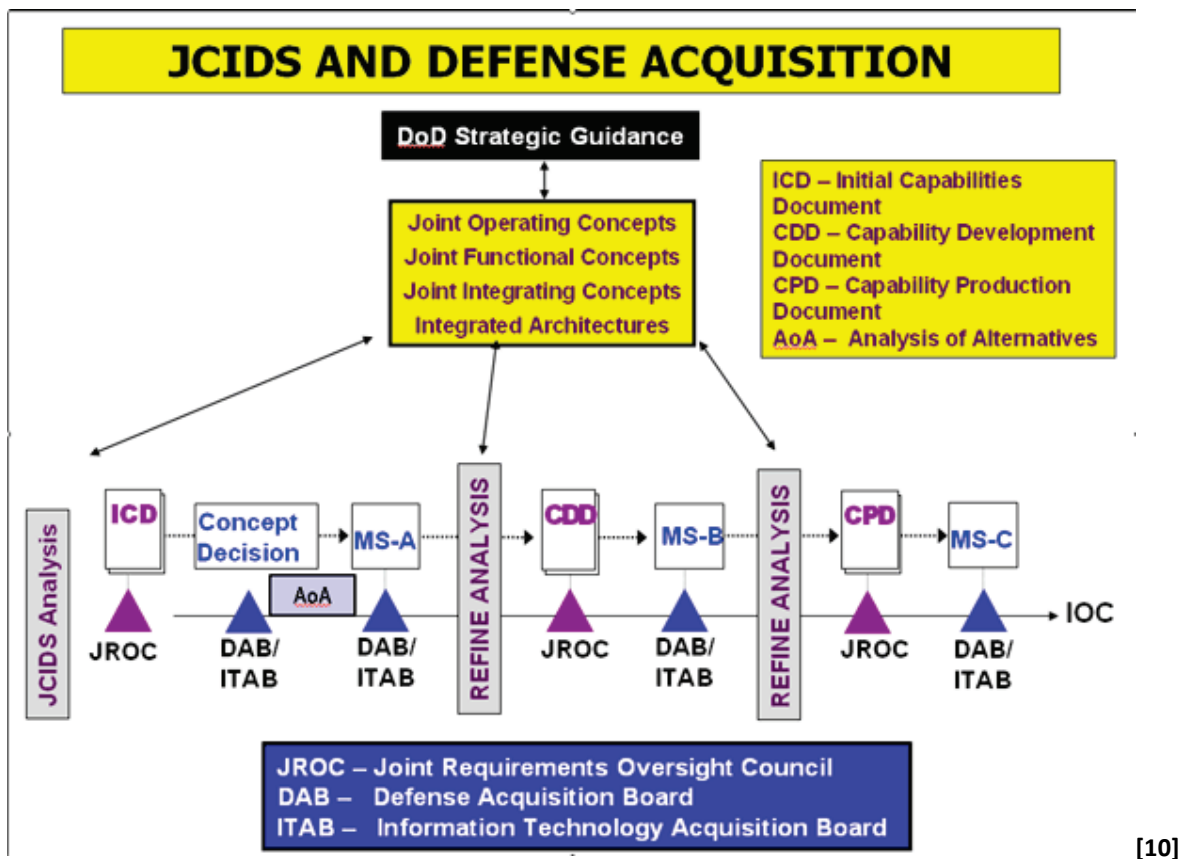 JCIDS AND DEFENSE ACQUISITION
DoD Strategic Guidance
Joint Operating Concepts
Joint Functional Concepts
Joint Integrating Concepts
Integrated Architectures
ICD – Initial Capabilities
Document
CDD – Capability Development
Document
CPD – Capability Production
Document
AoA – Analysis of Alternatives
JCIDS Analysis
ICD
Concept
Decision
MS-A
REFINE ANALYSIS
CDD
MS-B
REFINE ANALYSIS
CPD
MS-C
AoA
IOC
JROC
DAB/
ITAB
DAB/
ITAB
JROC
DAB/
ITAB
JROC
DAB/
ITAB
JROC – Joint Requirements Oversight Council
DAB – Defense Acquisition Board
ITAB – Information Technology Acquisition Board
[10]